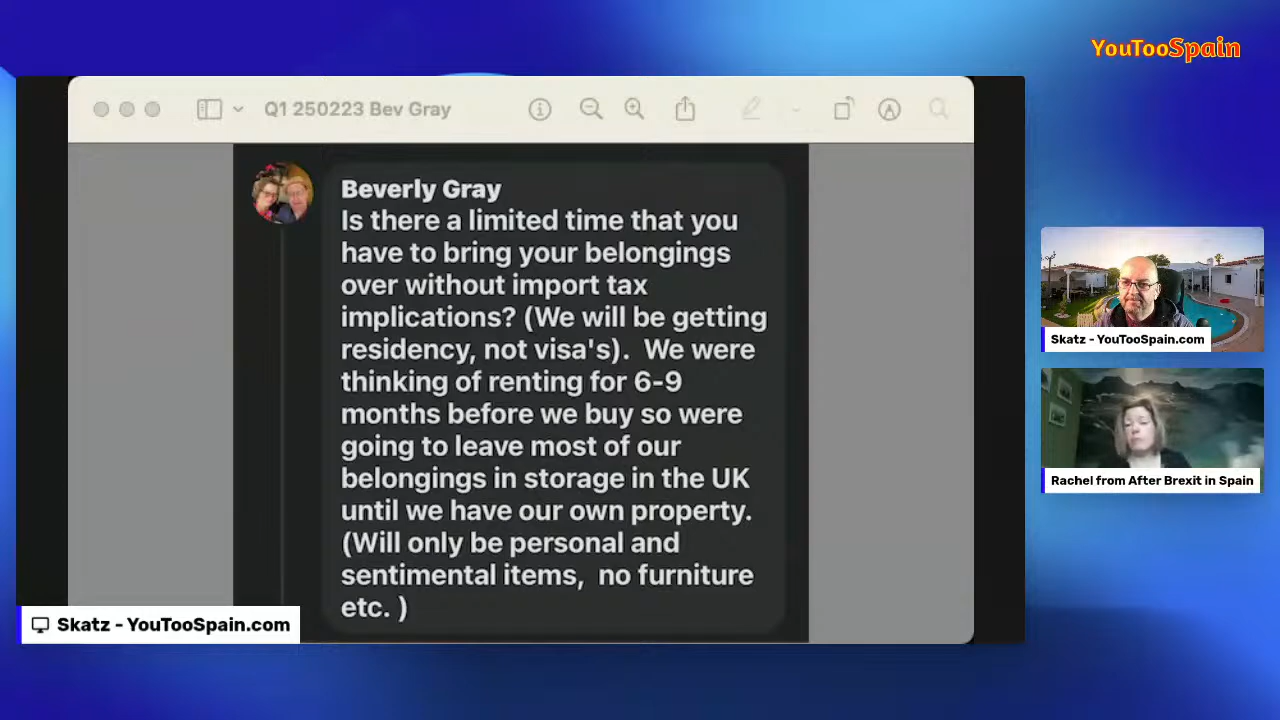 YouTooSpain
Q1 250223 Bev Gray
Beverly Gray
Is there a limited time that you
have to bring your belongings
over without import tax
implications? (We will be getting
residency, not visa's).  We were
thinking of renting for 6-9
months before we buy so were
going to leave most of our
belongings in storage in the UK
until we have our own property.
(Will only be personal and
sentimental items,  no furniture
etc. )
Skatz - YouTooSpain.com
Rachel from After Brexit in Spain
Skatz - YouTooSpain.com